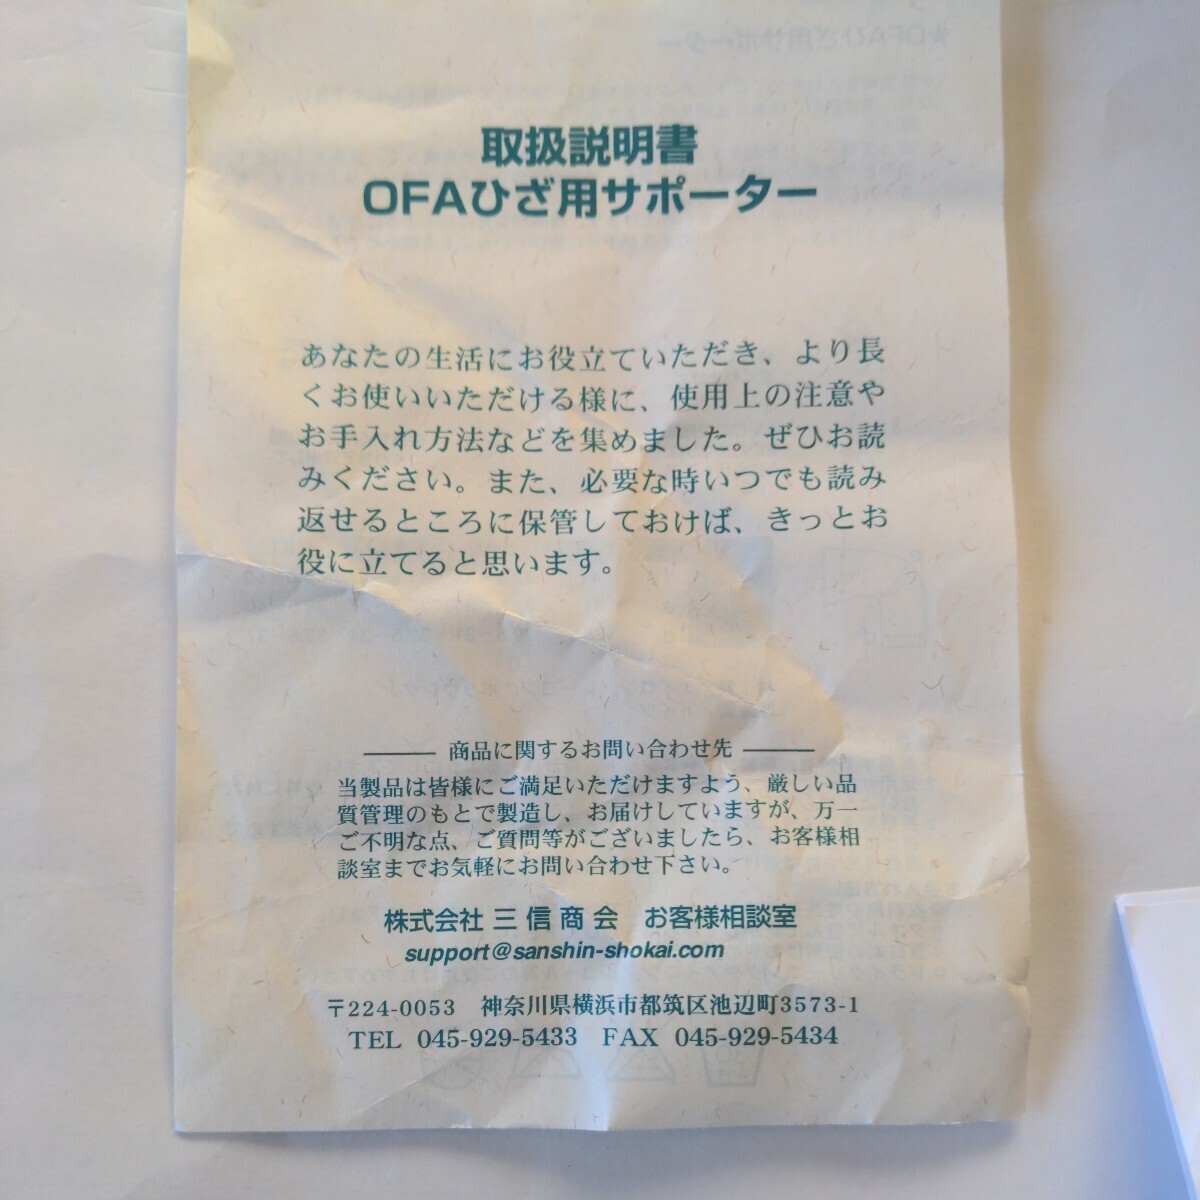 取扱説明書
OFAひざ用サポーター
あなたの生活にお役立ていただき、より長
くお使いいただける様に、使用上の注意や
お手入れ方法などを集めました。ぜひお読
みください。また、必要な時いつでも読み
返せるところに保管しておけば、きっとお
役に立てると思います。
商品に関するお問い合わせ先
当製品は皆様にご満足いただけますよう、厳しい品
質管理のもとで製造し、お届けしていますが、万一
ご不明な点、ご質問等がございましたら、お客様相
談室までお気軽にお問い合わせ下さい。
株式会社 三信商会 お客様相談室
support@sanshin-shokai.com
〒224-0053 神奈川県横浜市都筑区池辺町3573-1
TEL 045-929-5433 FAX 045-929-5434